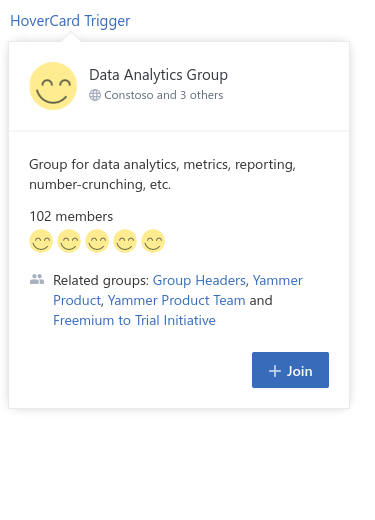 HoverCard Trigger
Data Analytics Group
Constoso and 3 others
Group for data analytics, metrics, reporting,
number-crunching, etc.
102 members
Related groups: Group Headers, Yammer
Product, Yammer Product Team and
Freemium to Trial Initiative
Join